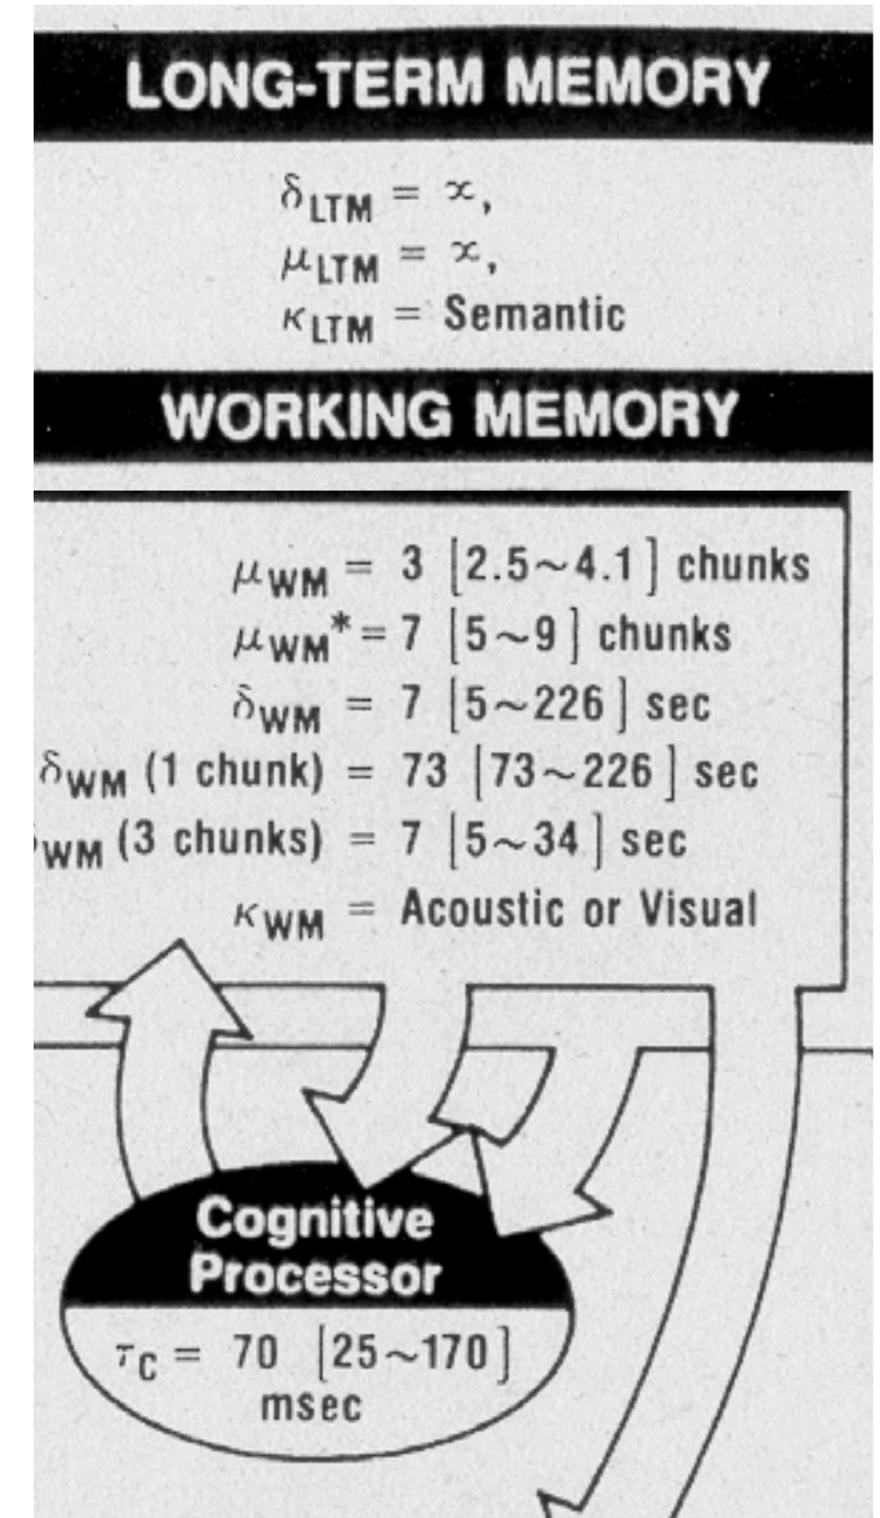 LONG-TERM MEMORY
δLTM = x,
μLTM = x,
κLTM = Semantic
WORKING MEMORY
μWM = 3 [2.5~4.1] chunks
μWM* = 7 [5~9] chunks
δWM = 7 [5~226] sec
δWM (1 chunk) = 73 [73~226] sec
WM (3 chunks) = 7 [5~34] sec
κWM = Acoustic or Visual
Cognitive
Processor
τC = 70 [25~170]
msec